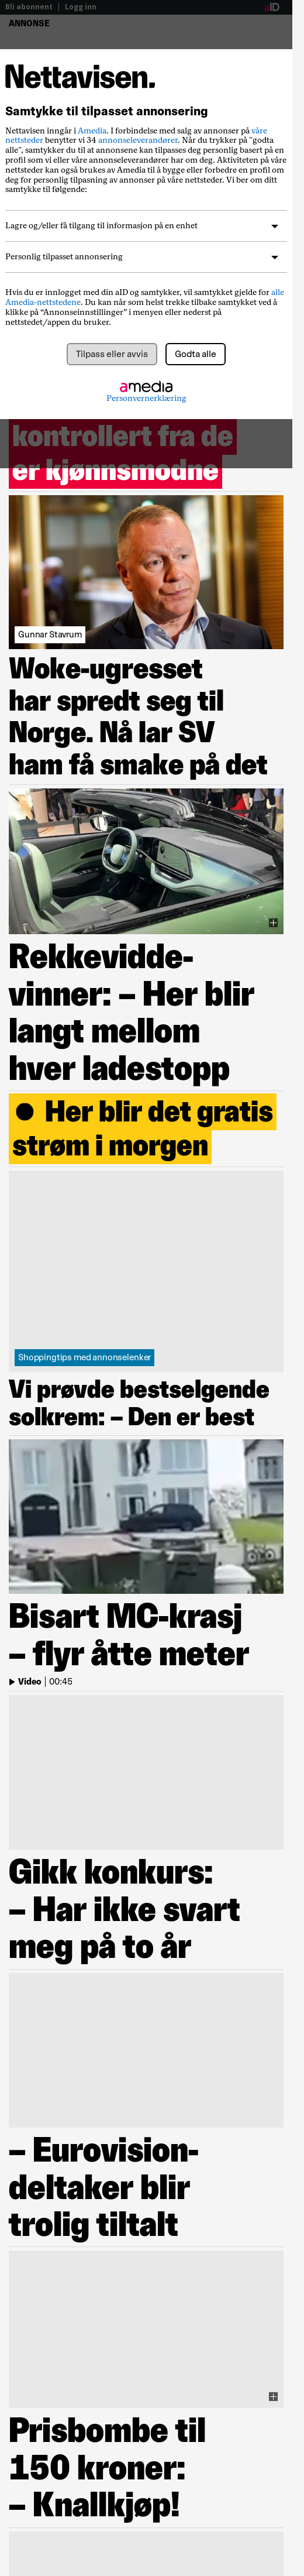 Bli abonnent | Logg inn
aID
ANNONSE
Nettavisen.
Samtykke til tilpasset annonsering
Nettavisen inngår i Amedia. I forbindelse med salg av annonser på våre
nettsteder benytter vi 34 annonseleverandører. Når du trykker på "godta
alle", samtykker du til at annonsene kan tilpasses deg personlig basert på en
profil som vi eller våre annonseleverandører har om deg. Aktiviteten på våre
nettsteder kan også brukes av Amedia til å bygge eller forbedre en profil om
deg for personlig tilpasning av annonser på våre nettsteder. Vi ber om ditt
samtykke til følgende:
Lagre og/eller få tilgang til informasjon på en enhet
Personlig tilpasset annonsering
Hvis du er innlogget med din aID og samtykker, vil samtykket gjelde for alle
Amedia-nettstedene. Du kan når som helst trekke tilbake samtykket ved å
klikke på “Annonseinnstillinger” i menyen eller nederst på
nettstedet/appen du bruker.
Tilpass eller avvis
Godta alle
amedia
Personvernerklæring
kontrollert fra de
er kjønnsmodne
Gunnar Stavrum
Woke-ugresset
har spredt seg til
Norge. Nå lar SV
ham få smake på det
Rekkevidde-
vinner: – Her blir
langt mellom
hver ladestopp
● Her blir det gratis
strøm i morgen
Shoppingtips med annonselenker
Vi prøvde bestselgende
solkrem: – Den er best
Bisart MC-krasj
– flyr åtte meter
Video | 00:45
Gikk konkurs:
– Har ikke svart
meg på to år
– Eurovision-
deltaker blir
trolig tiltalt
Prisbombe til
150 kroner:
– Knallkjøp!